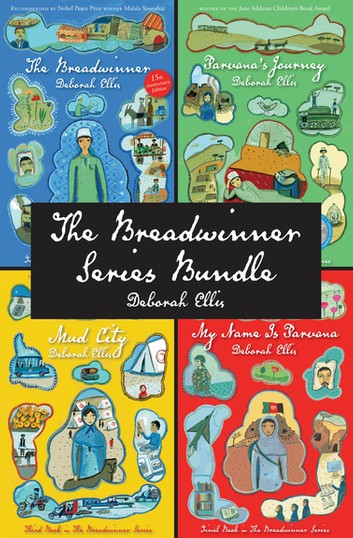 Recommended by Nobel Peace Prize winner Malala Yousafzai
The Breadwinner
Deborah Ellis
15th
Anniversary
Edition
Winner of the Jane Addams Children's Book Award
Parvana's Journey
Deborah Ellis
The Breadwinner
Series Bundle
Deborah Ellis
Mud City
Deborah Ellis
Third Book in The Breadwinner Series
My Name Is Parvana
Deborah Ellis
Final Book in The Breadwinner Series